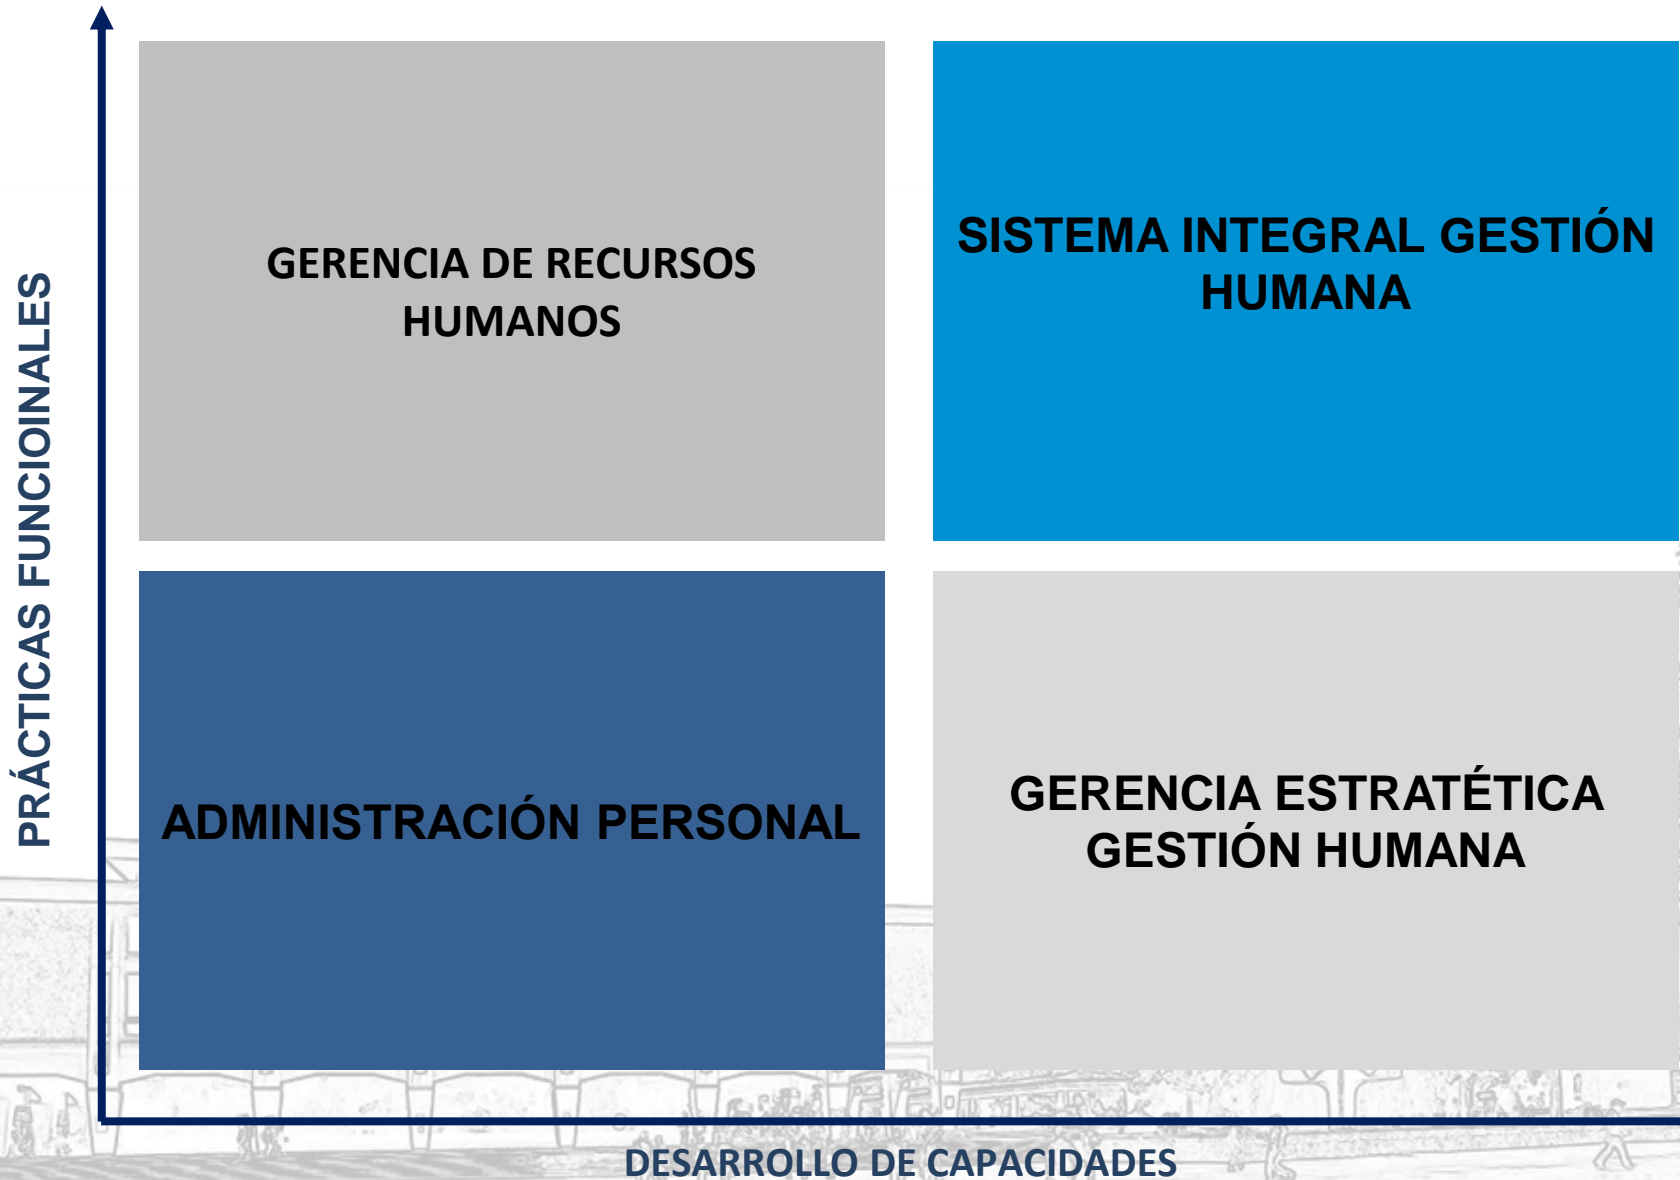 PRÁCTICAS FUNCIOINALES
GERENCIA DE RECURSOS
HUMANOS
SISTEMA INTEGRAL GESTIÓN
HUMANA
ADMINISTRACIÓN PERSONAL
GERENCIA ESTRATÉTICA
GESTIÓN HUMANA
DESARROLLO DE CAPACIDADES